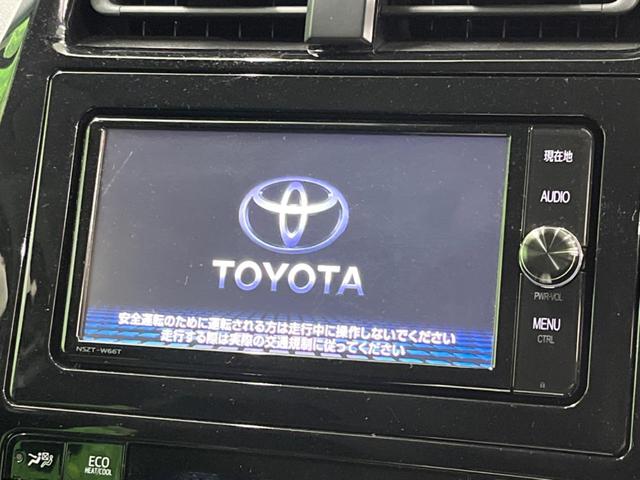 現在地
AUDIO
TOYOTA
PWR·VOL
安全運転のために運転される方は走行中に操作しないでください
走行する際は実際の交通規制に従ってください
MENU
CTRL
NSZT-W66T
ECO
HEAT/COOL